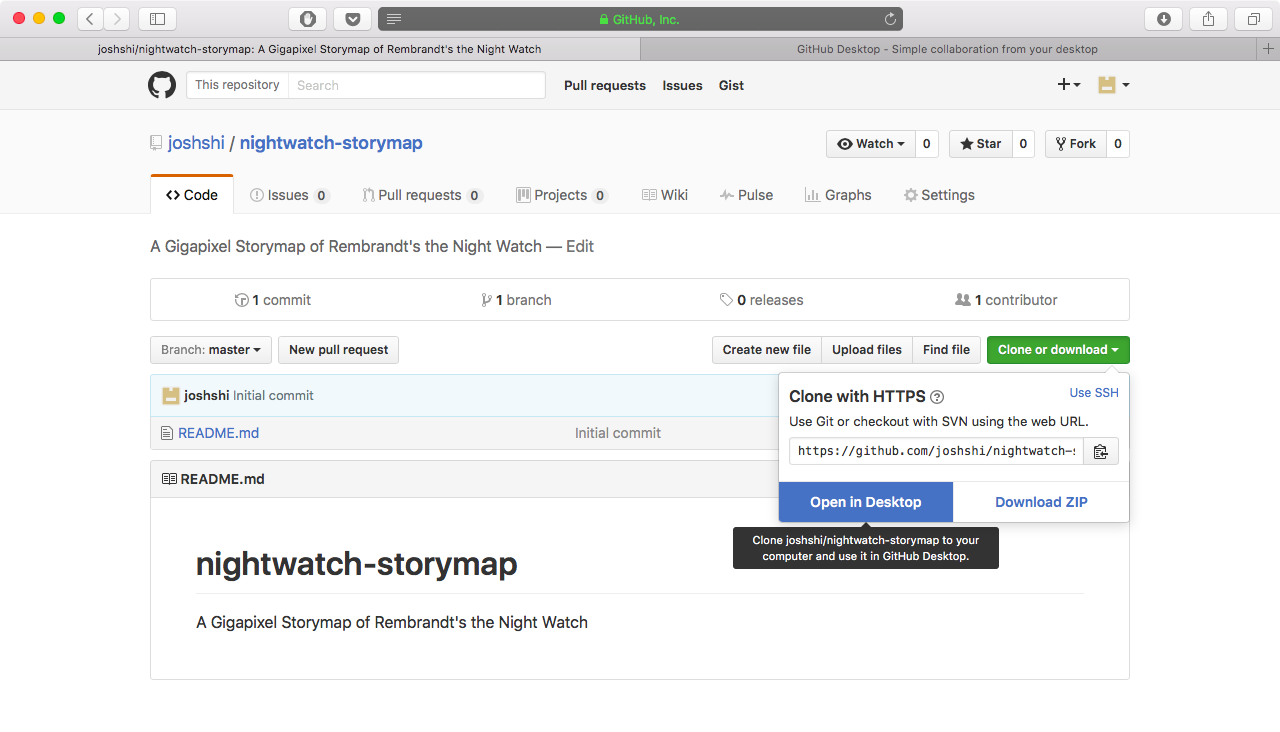 GitHub, Inc.
joshshi/nightwatch-storymap: A Gigapixel Storymap of Rembrandt's the Night Watch
GitHub Desktop - Simple collaboration from your desktop
This repository
Search
Pull requests
Issues
Gist
joshshi / nightwatch-storymap
Watch 0
Star 0
Fork 0
Code
Issues 0
Pull requests 0
Projects 0
Wiki
Pulse
Graphs
Settings
A Gigapixel Storymap of Rembrandt's the Night Watch — Edit
1 commit
1 branch
0 releases
1 contributor
Branch: master
New pull request
Create new file
Upload files
Find file
Clone or download
joshshi Initial commit
README.md
Initial commit
Clone with HTTPS
Use SSH
Use Git or checkout with SVN using the web URL.
https://github.com/joshshi/nightwatch-s
Open in Desktop
Download ZIP
Clone joshshi/nightwatch-storymap to your
computer and use it in GitHub Desktop.
README.md
nightwatch-storymap
A Gigapixel Storymap of Rembrandt's the Night Watch